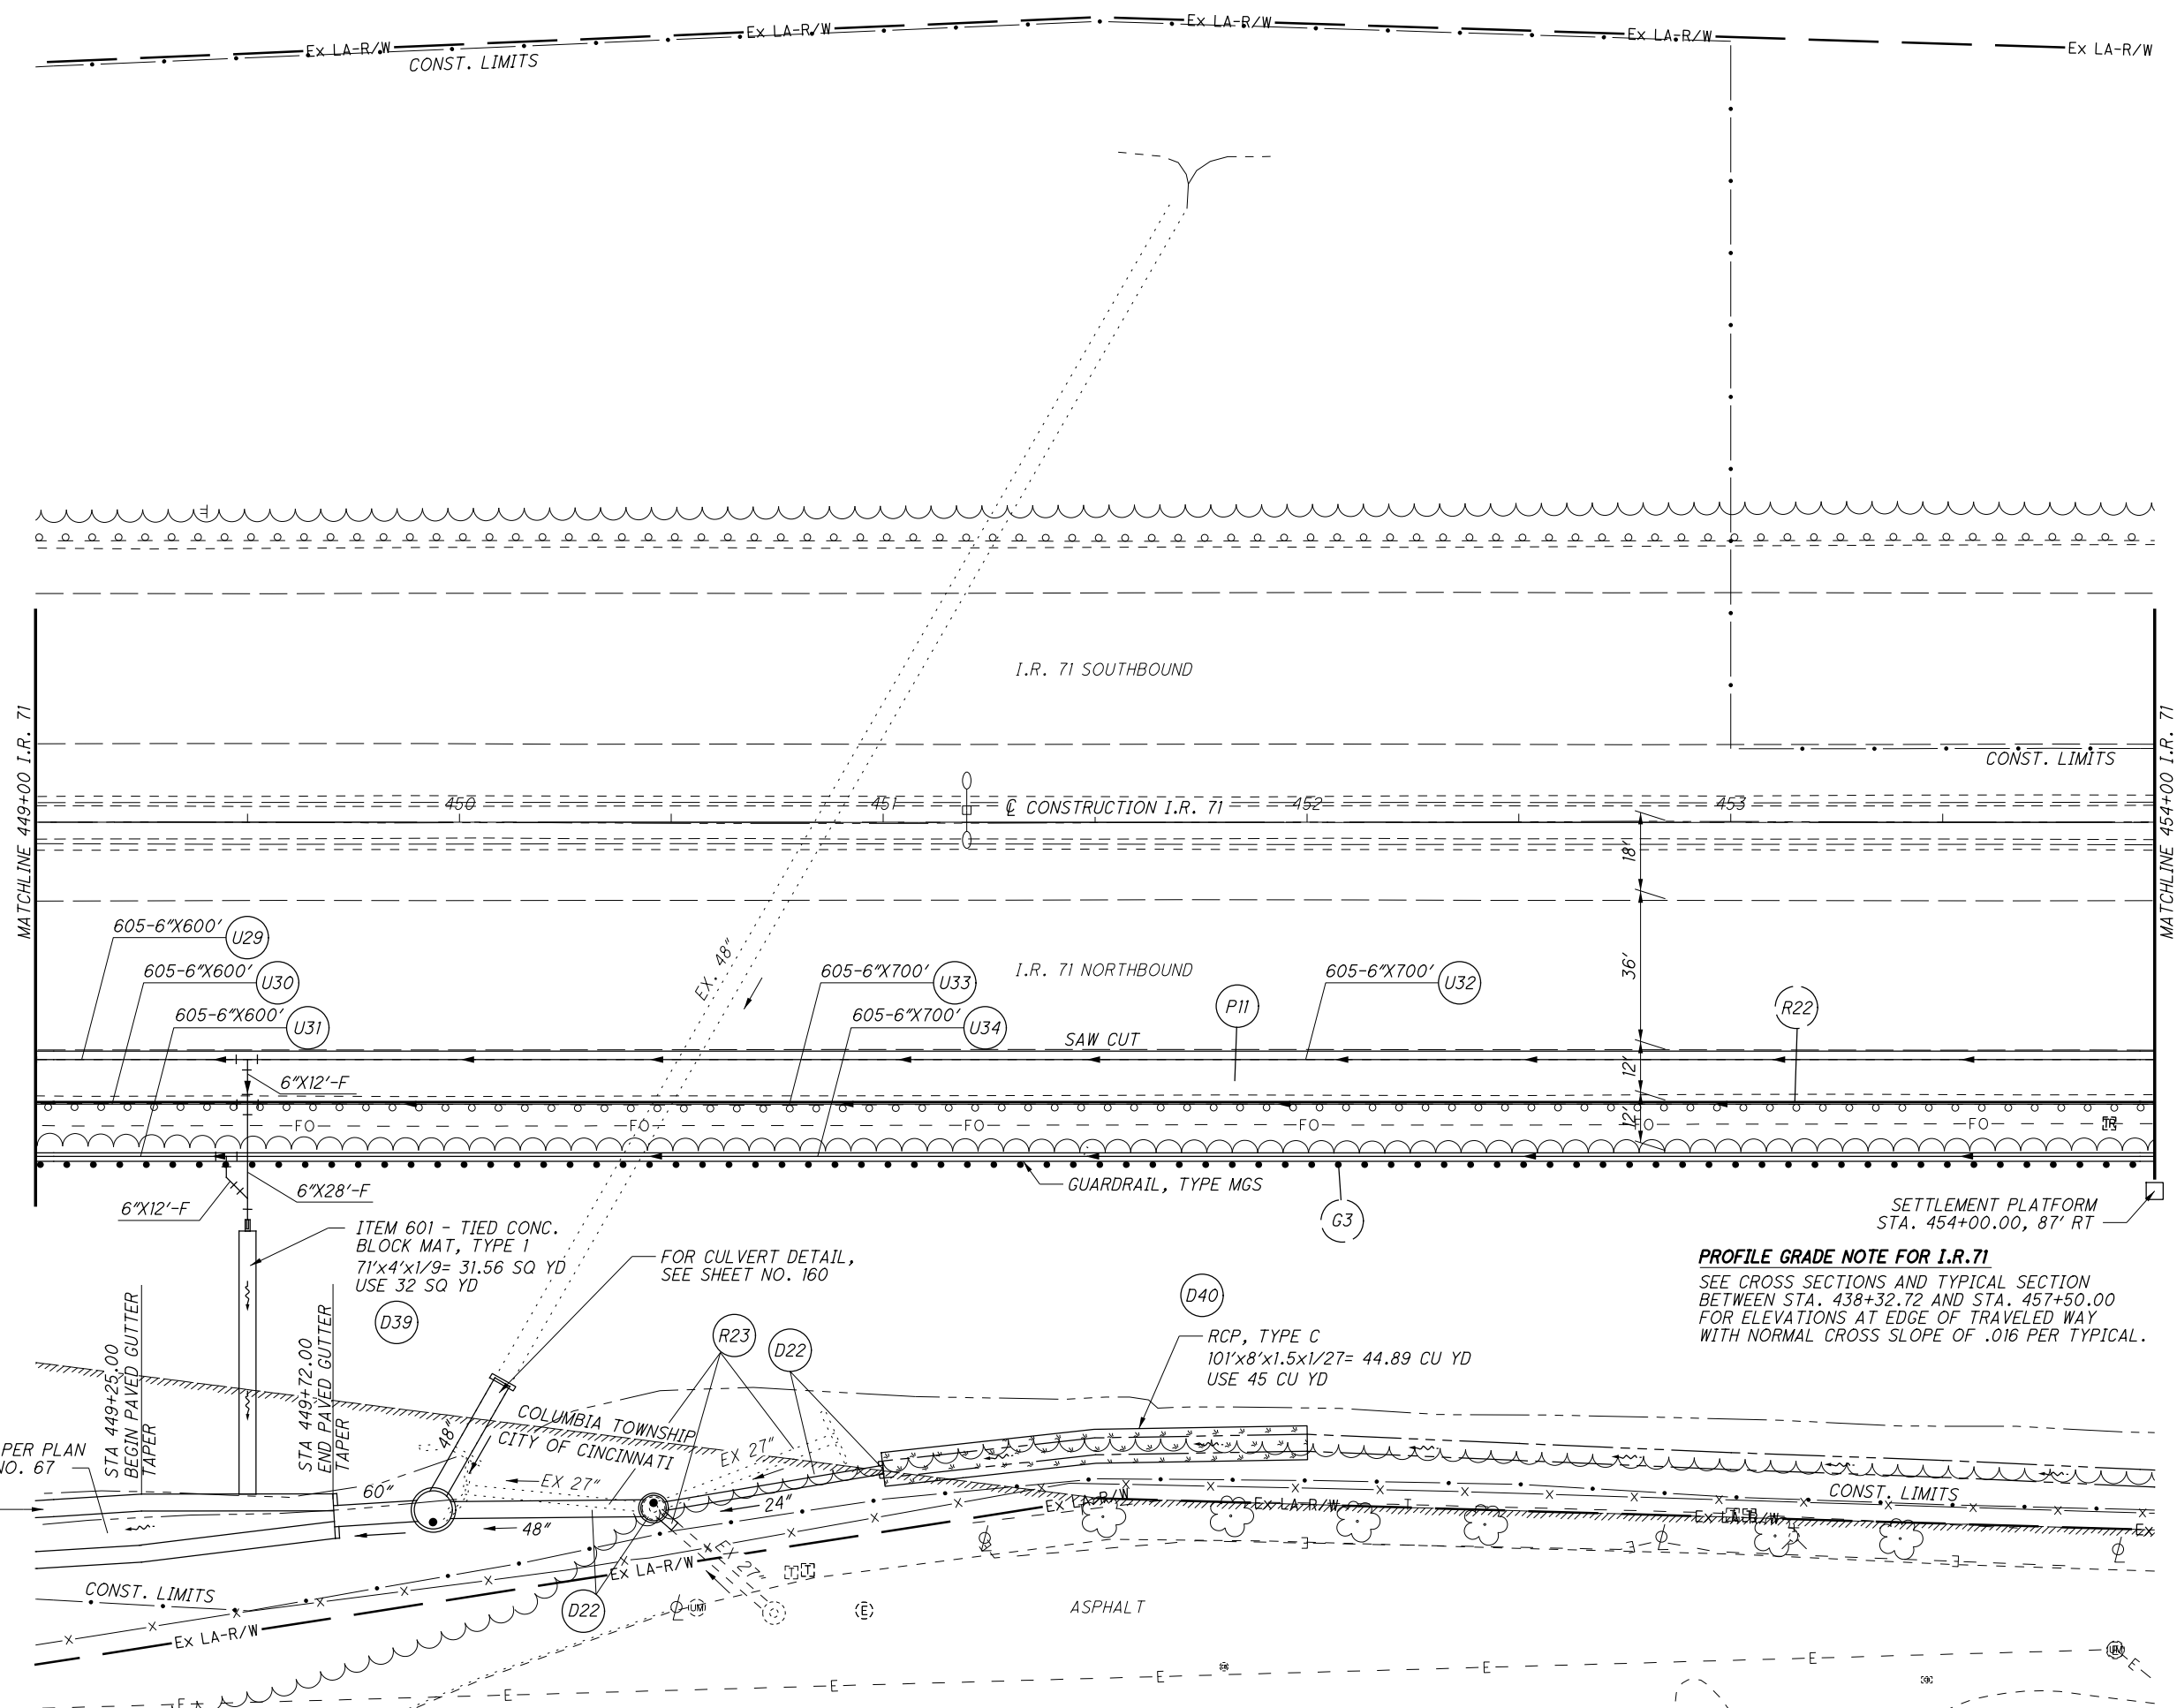 Ex LA-R/W
Ex LA-R/W
Ex LA-R/W
Ex LA-R/W
Ex LA-R/W
CONST. LIMITS
I.R. 71 SOUTHBOUND
MATCHLINE 449+00 I.R. 71
MATCHLINE 454+00 I.R. 71
CONST. LIMITS
450
451
℄ CONSTRUCTION I.R. 71
452
453
18'
36'
12'
12'
605-6"X600'
U29
605-6"X600'
U30
605-6"X600'
U31
EX. 48"
605-6"X700'
U33
605-6"X700'
U34
I.R. 71 NORTHBOUND
605-6"X700'
U32
P11
R22
SAW CUT
6"X12'-F
FO
FO
FO
FO
FO
FO
TR
6"X12'-F
6"X28'-F
GUARDRAIL, TYPE MGS
G3
SETTLEMENT PLATFORM
STA. 454+00.00, 87' RT
ITEM 601 - TIED CONC.
BLOCK MAT, TYPE 1
71'x4'x1/9= 31.56 SQ YD
USE 32 SQ YD
D39
FOR CULVERT DETAIL,
SEE SHEET NO. 160
PROFILE GRADE NOTE FOR I.R.71
SEE CROSS SECTIONS AND TYPICAL SECTION
BETWEEN STA. 438+32.72 AND STA. 457+50.00
FOR ELEVATIONS AT EDGE OF TRAVELED WAY
WITH NORMAL CROSS SLOPE OF .016 PER TYPICAL.
D40
RCP, TYPE C
101'x8'x1.5x1/27= 44.89 CU YD
USE 45 CU YD
R23
D22
STA 449+25.00
BEGIN PAVED GUTTER
TAPER
STA 449+72.00
END PAVED GUTTER
TAPER
PER PLAN
NO. 67
COLUMBIA TOWNSHIP
CITY OF CINCINNATI
48"
60"
EX 27"
EX 27"
24"
48"
EX 27"
D22
CONST. LIMITS
Ex LA-R/W
Ex LA-R/W
Ex LA-R/W
Ex LA-R/W
Ex LA-R/W
Ex
CONST. LIMITS
T
T
UM
E
ASPHALT
E
E
E
E
E
E
UM
E